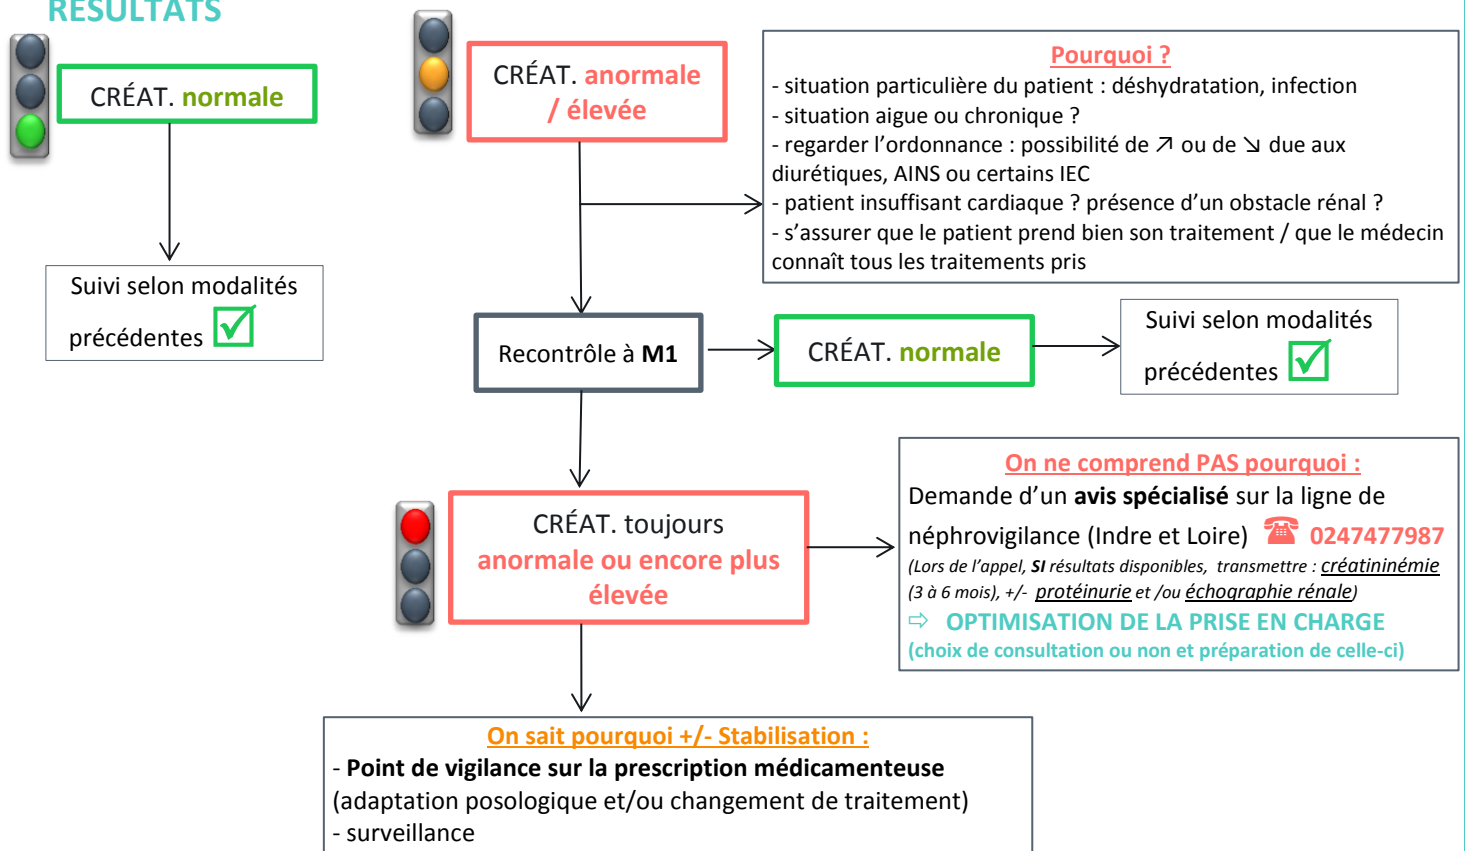 RÉSULTATS
CRÉAT. normale
Suivi selon modalités
précédentes
CRÉAT. anormale
/ élevée
Pourquoi ?
- situation particulière du patient : déshydratation, infection
- situation aigue ou chronique ?
- regarder l’ordonnance : possibilité de ↗ ou de ↘ due aux
diurétiques, AINS ou certains IEC
- patient insuffisant cardiaque ? présence d’un obstacle rénal ?
- s’assurer que le patient prend bien son traitement / que le médecin
connaît tous les traitements pris
Recontrôle à M1
CRÉAT. normale
Suivi selon modalités
précédentes
CRÉAT. toujours
anormale ou encore plus
élevée
On ne comprend PAS pourquoi :
Demande d’un avis spécialisé sur la ligne de
néphrovigilance (Indre et Loire) ☎ 0247477987
(Lors de l’appel, SI résultats disponibles, transmettre : créatininémie
(3 à 6 mois), +/- protéinurie et /ou échographie rénale)
⇨ OPTIMISATION DE LA PRISE EN CHARGE
(choix de consultation ou non et préparation de celle-ci)
On sait pourquoi +/- Stabilisation :
- Point de vigilance sur la prescription médicamenteuse
(adaptation posologique et/ou changement de traitement)
- surveillance